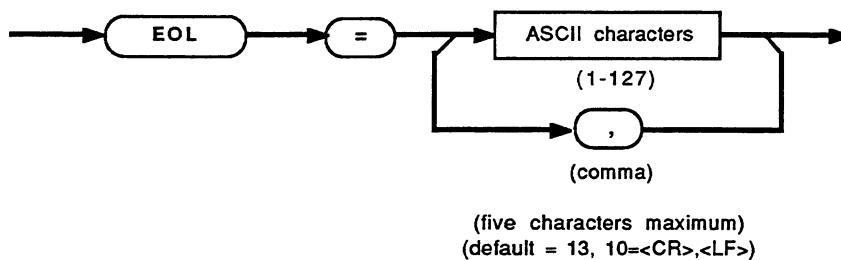 EOL = ASCII characters
(1-127)
,
(comma)
(five characters maximum)
(default = 13, 10=<CR>,<LF>)